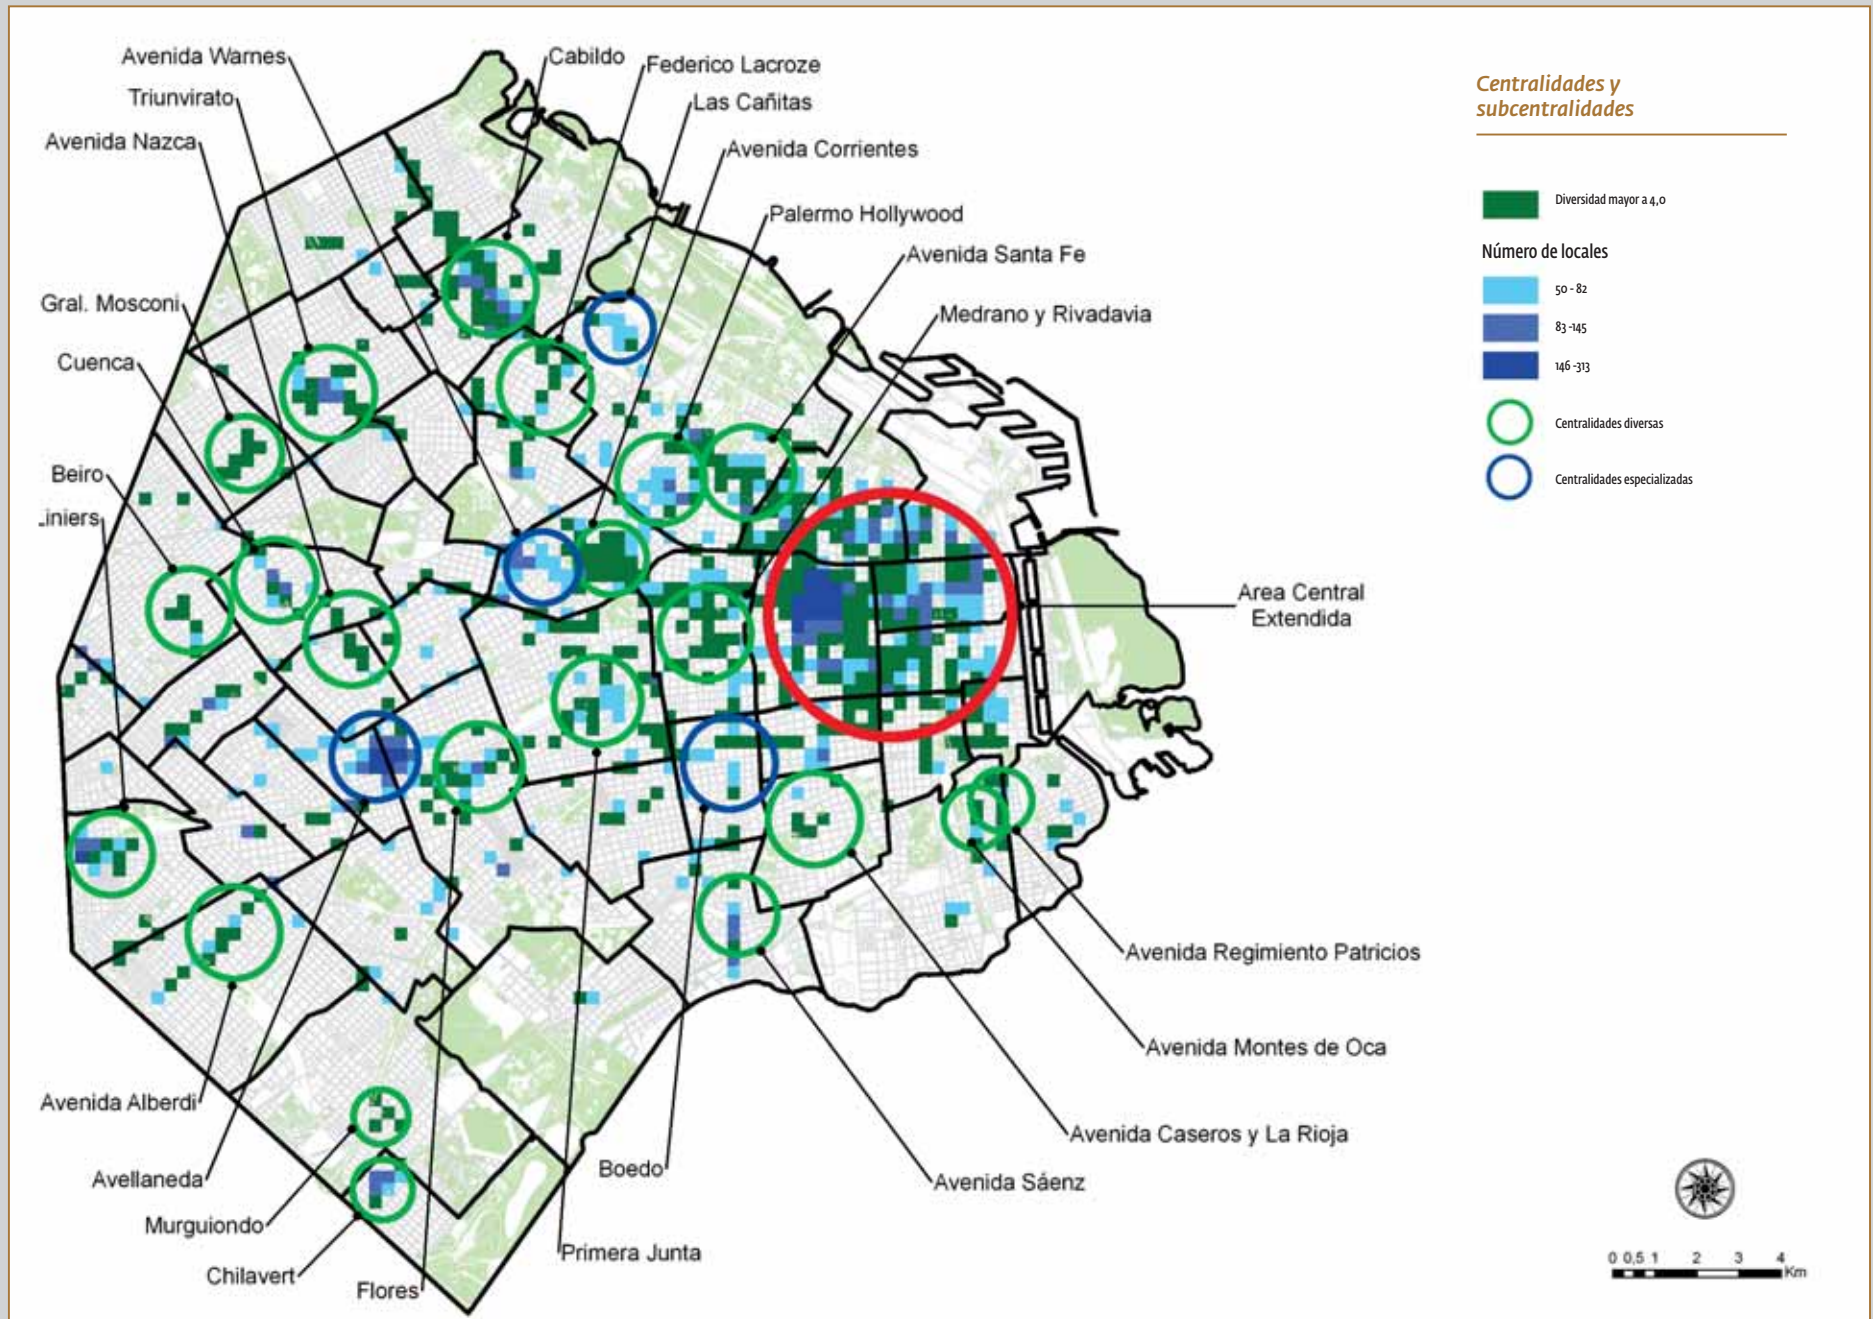 Centralidades y
subcentralidades
Diversidad mayor a 4,0
Número de locales
50 - 82
83 -145
146 -313
Centralidades diversas
Centralidades especializadas
Avenida Warnes
Triunvirato
Avenida Nazca
Gral. Mosconi
Cuenca
Beiro
.iniers
Cabildo
Federico Lacroze
Las Cañitas
Avenida Corrientes
Palermo Hollywood
Avenida Santa Fe
Medrano y Rivadavia
Area Central
Extendida
Avenida Regimiento Patricios
Avenida Montes de Oca
Avenida Caseros y La Rioja
Avenida Sáenz
Boedo
Primera Junta
Flores
Chilavert
Murguiondo
Avellaneda
Avenida Alberdi
0 0,5 1 2 3 4
Km